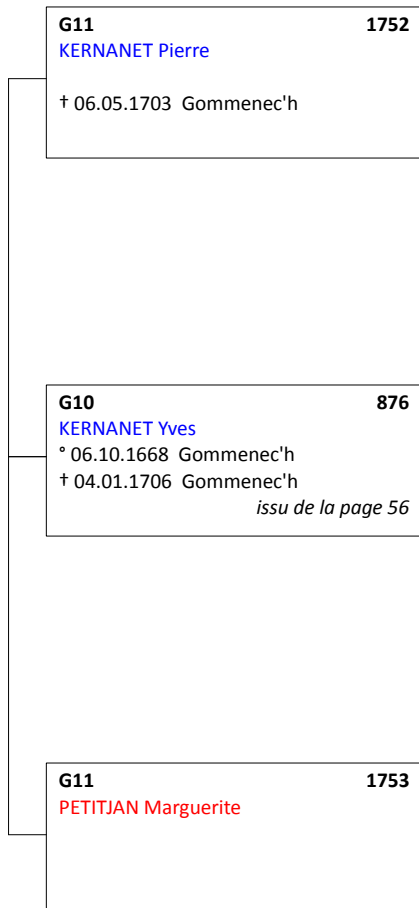 G11 1752
KERNANET Pierre
† 06.05.1703 Gommenec'h
G10 876
KERNANET Yves
° 06.10.1668 Gommenec'h
† 04.01.1706 Gommenec'h
issu de la page 56
G11 1753
PETITJAN Marguerite